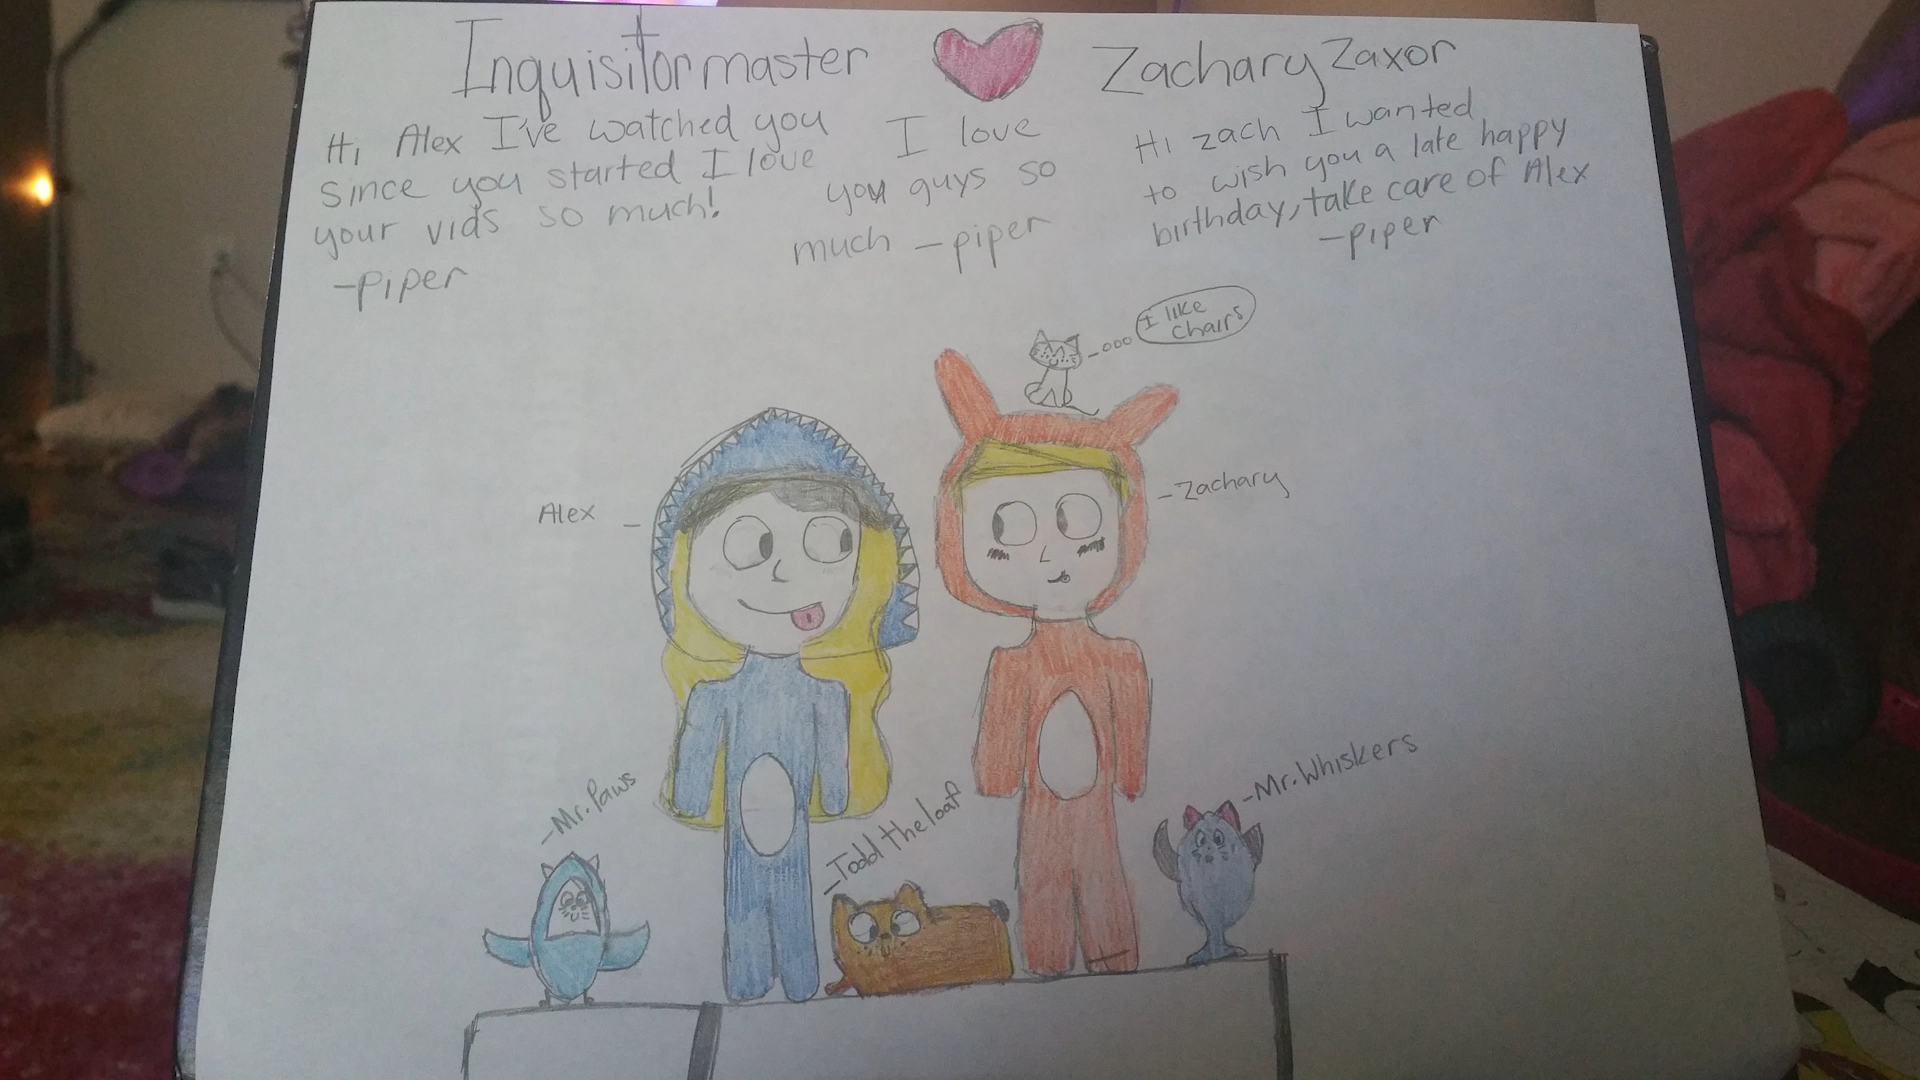 Inquisitormaster
Zachary Zaxor
Hi Alex I've watched you
since you started I love
your vids so much!
-piper
I love
you guys so
much -piper
Hi zach I wanted
to wish you a late happy
birthday, take care of Alex
-piper
I like
chairs
Alex -
-Zachary
-Mr. Paws
-Todd the loaf
-Mr. Whiskers